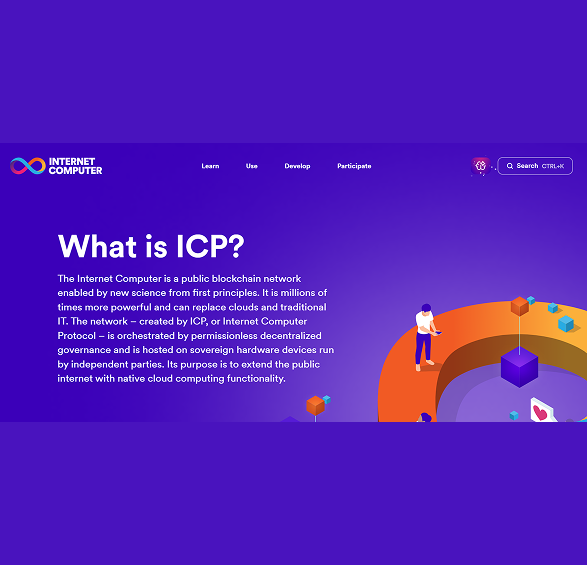 INTERNET
COMPUTER
Learn
Use
Develop
Participate
Search CTRL+K
What is ICP?
The Internet Computer is a public blockchain network
enabled by new science from first principles. It is millions of
times more powerful and can replace clouds and traditional
IT. The network – created by ICP, or Internet Computer
Protocol – is orchestrated by permissionless decentralized
governance and is hosted on sovereign hardware devices run
by independent parties. Its purpose is to extend the public
internet with native cloud computing functionality.